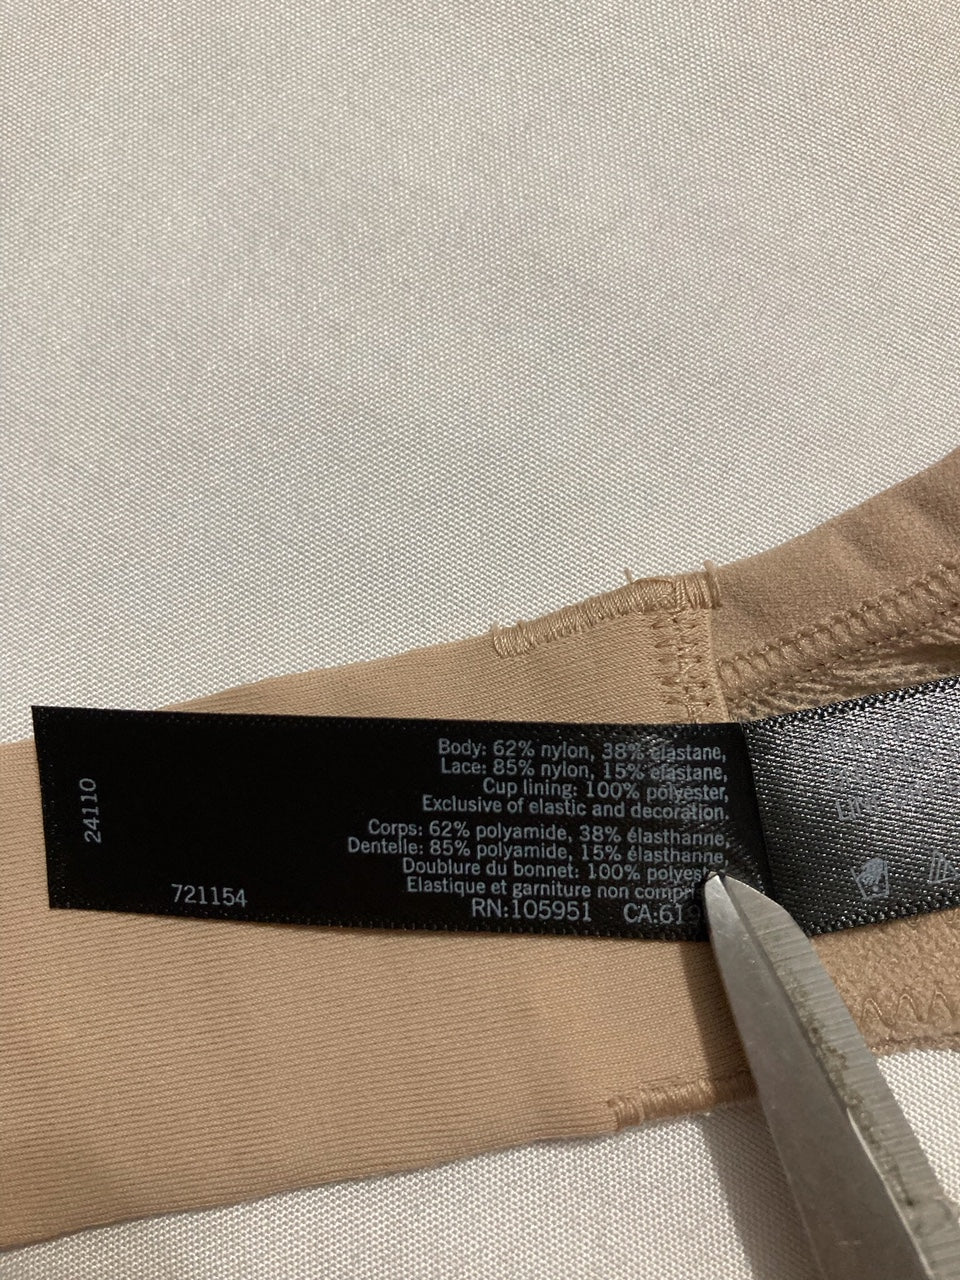 Body: 62% nylon, 38% elastane,
Lace: 85% nylon, 15% elastane,
Cup lining: 100% polyester,
Exclusive of elastic and decoration.
Corps: 62% polyamide, 38% élasthanne,
Dentelle: 85% polyamide, 15% élasthanne,
Doublure du bonnet: 100%
Elastique et garniture non
RN:105951
24110
721154